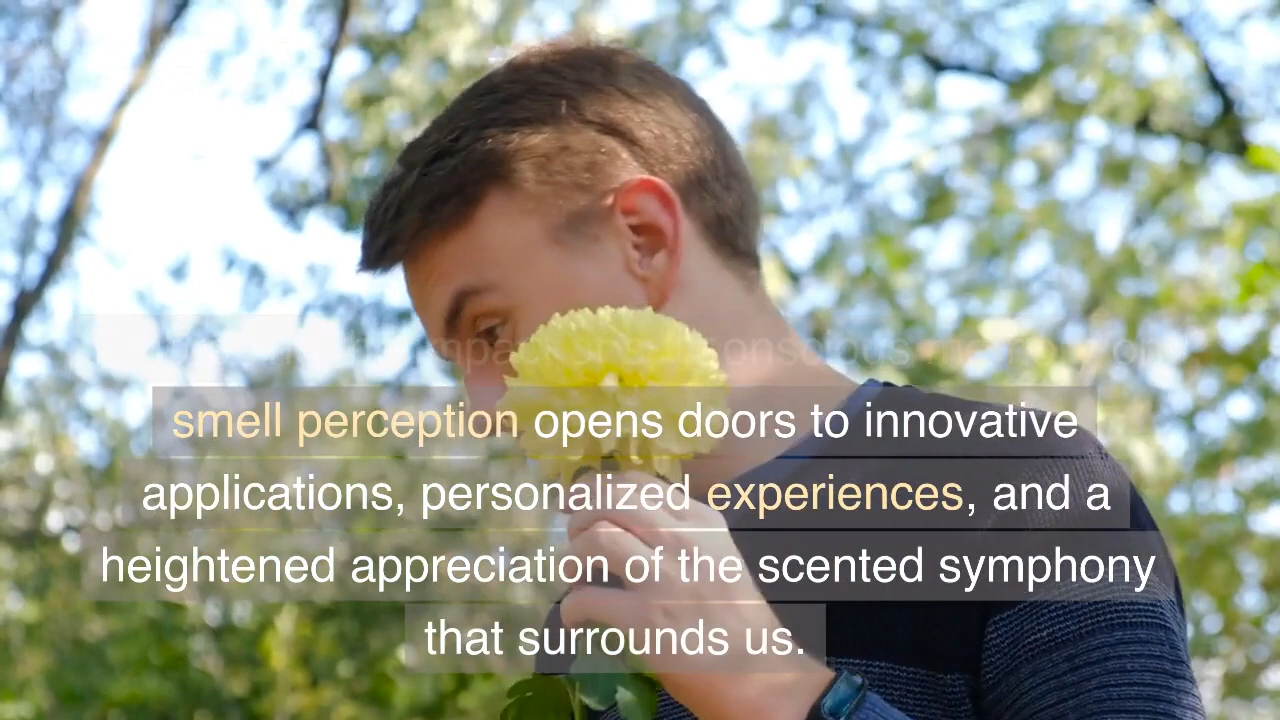 smell perception opens doors to innovative
applications, personalized experiences, and a
heightened appreciation of the scented symphony
that surrounds us.